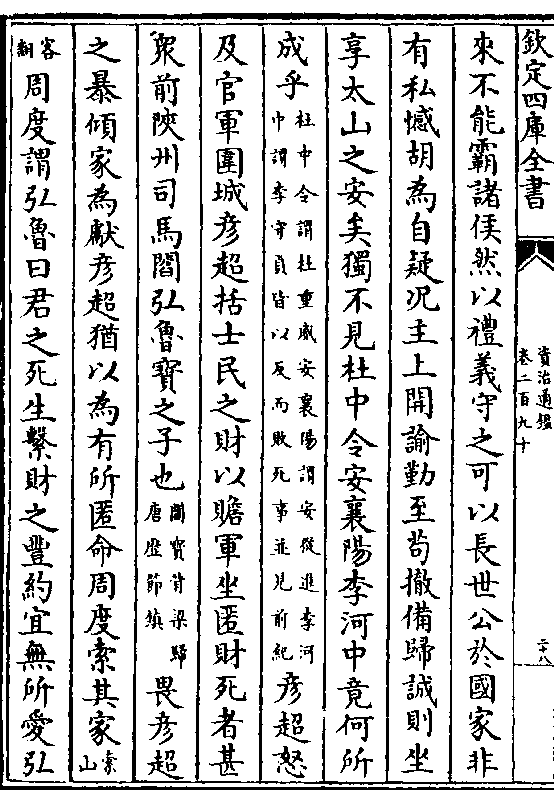 欽定四庫全書
資治通鑑
卷二百九十
二十八
來不能霸諸侯然以禮義守之可以長世公於國家非
有私憾胡為自疑况主上開諭勤至苟撤備歸誠則坐
享太山之安矣獨不見杜中令安襄陽李河中竟何所
成乎
杜中令謂杜重威安襄陽謂安從進李河
中謂李守貞皆以反而敗死事並見前紀
彦超怒
及官軍圍城彦超括士民之財以贍軍坐匿財死者甚
衆前陜州司馬閻弘魯寶之子也
閻寶背梁歸
唐歴節鎮
畏彦超
之暴傾家為獻彦超猶以為有所匿命周度索其家
索
山
客
翻
周度謂弘魯曰君之死生繫財之豐約宜無所愛弘